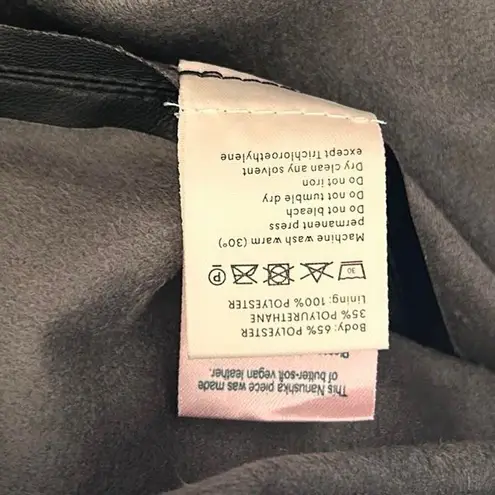 This Nanushka piece was made
of butter-soft vegan leather.
Body: 65% POLYESTER
35% POLYURETHANE
Lining: 100% POLYESTER
30 P
Machine wash warm (30°)
permanent press
Do not bleach
Do not tumble dry
Do not iron
Dry clean any solvent
except Trichloroethylene